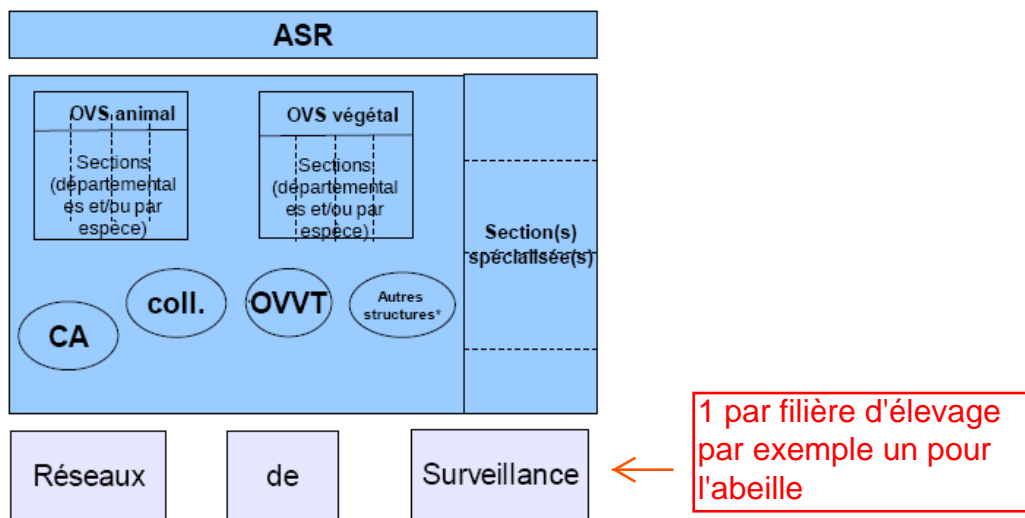 ASR
OVS animal
Sections
(départemental
es et/ou par
espèce)
OVS végétal
Sections
(départemental
es et/ou par
espèce)
Section(s)
spécialisée(s)
CA
coll.
OVVT
Autres
structures*
Réseaux
de
Surveillance
1 par filière d'élevage
par exemple un pour
l'abeille